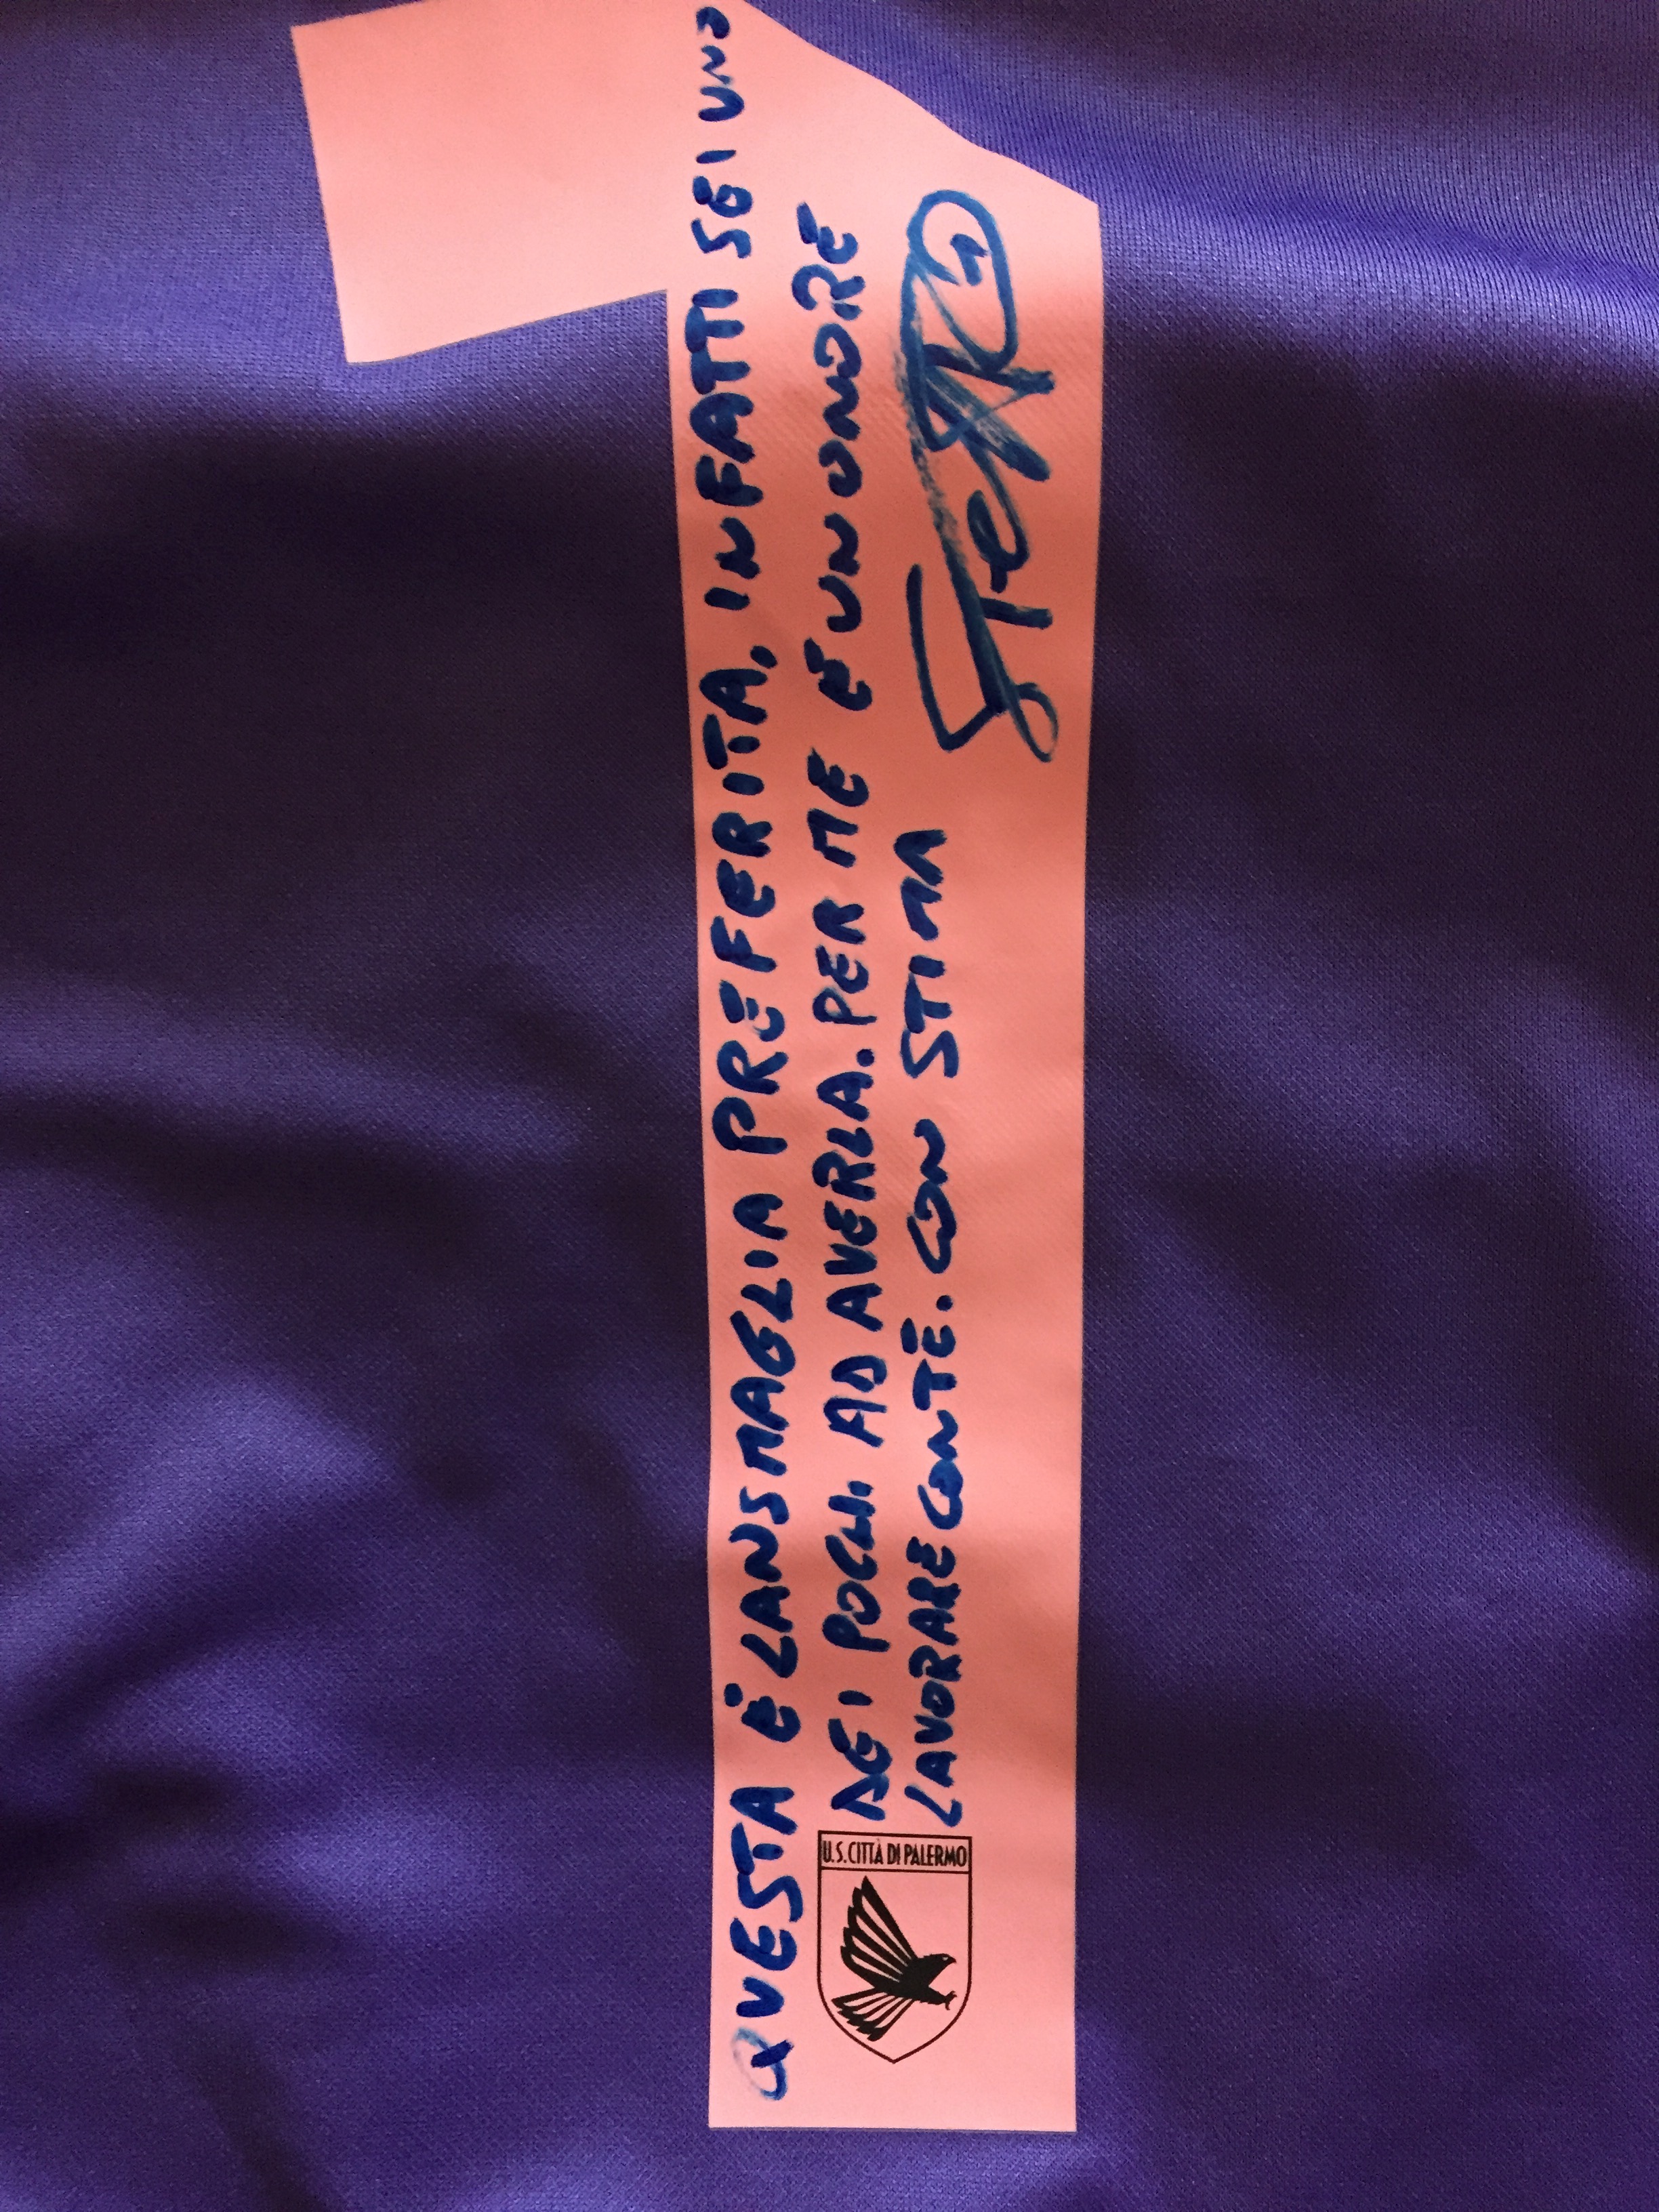 QUESTA È LA MS MAGLIA PREFERITA, INFATTI SEI UNO
DEI POCHI AD AVERLA. PER ME È UN ONORE
LAVORARE CON TE. CON STIMA
U.S. CITTÀ DI PALERMO